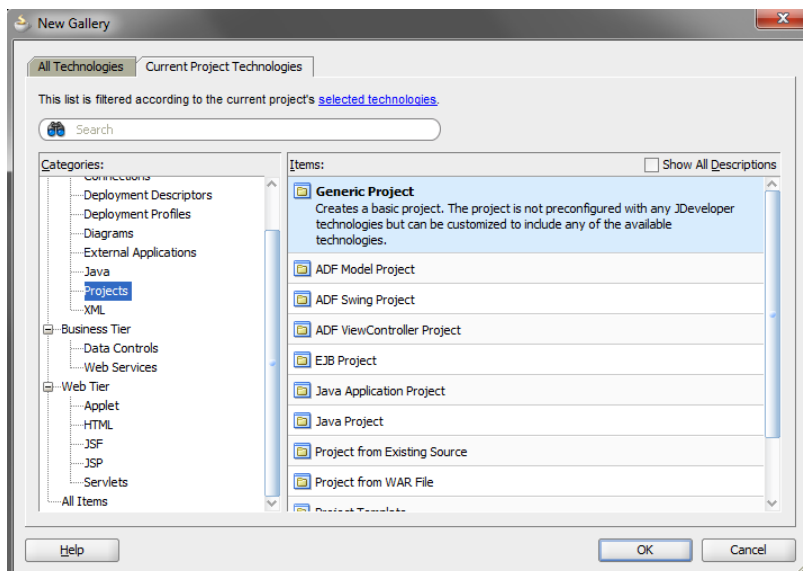 New Gallery
All Technologies
Current Project Technologies
This list is filtered according to the current project's selected technologies.
Search
Categories:
Connections
Deployment Descriptors
Deployment Profiles
Diagrams
External Applications
Java
Projects
XML
Business Tier
Data Controls
Web Services
Web Tier
Applet
HTML
JSF
JSP
Servlets
All Items
Items:
Show All Descriptions
Generic Project
Creates a basic project. The project is not preconfigured with any JDeveloper
technologies but can be customized to include any of the available
technologies.
ADF Model Project
ADF Swing Project
ADF ViewController Project
EJB Project
Java Application Project
Java Project
Project from Existing Source
Project from WAR File
Project Template
Help
OK
Cancel